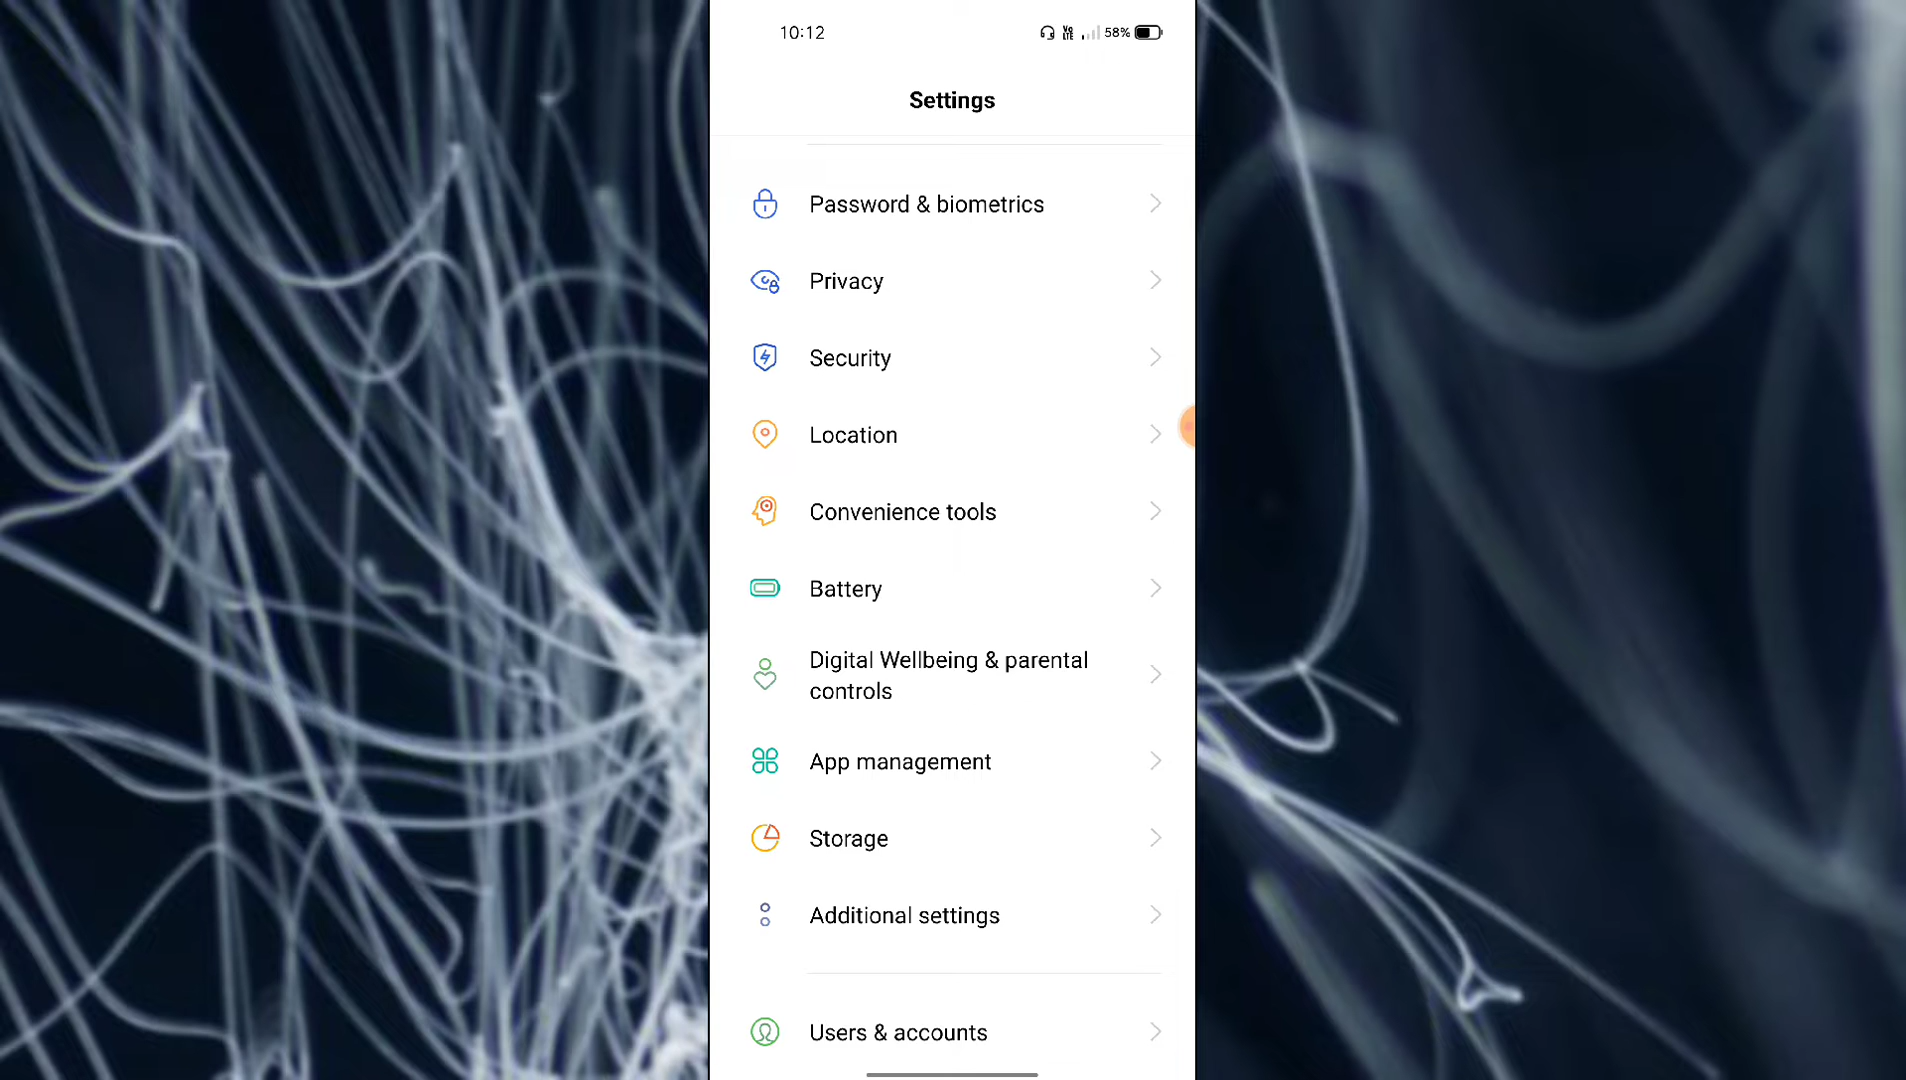 10:12
58%
Settings
Password & biometrics
Privacy
Security
Location
Convenience tools
Battery
Digital Wellbeing & parental
controls
App management
Storage
Additional settings
Users & accounts